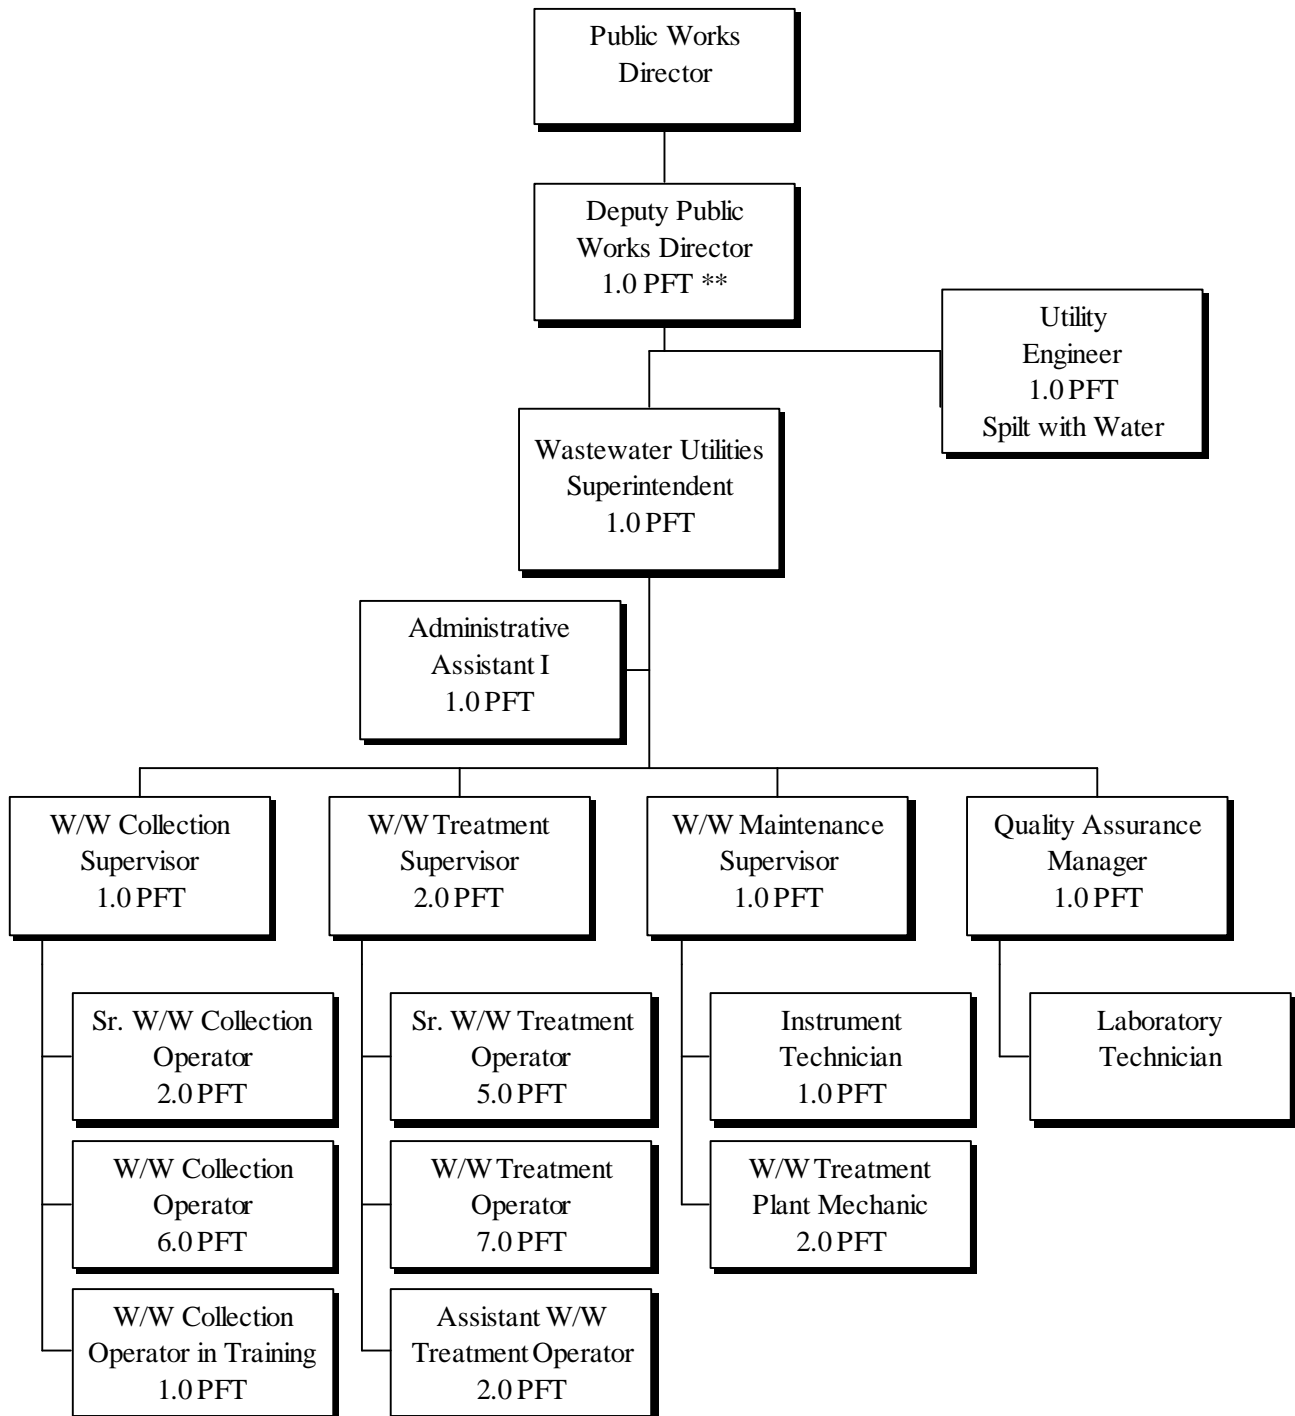 Public Works
Director
Deputy Public
Works Director
1.0 PFT **
Utility
Engineer
1.0 PFT
Spilt with Water
Wastewater Utilities
Superintendent
1.0 PFT
Administrative
Assistant I
1.0 PFT
W/W Collection
Supervisor
1.0 PFT
W/W Treatment
Supervisor
2.0 PFT
W/W Maintenance
Supervisor
1.0 PFT
Quality Assurance
Manager
1.0 PFT
Sr. W/W Collection
Operator
2.0 PFT
Sr. W/W Treatment
Operator
5.0 PFT
Instrument
Technician
1.0 PFT
Laboratory
Technician
W/W Collection
Operator
6.0 PFT
W/W Treatment
Operator
7.0 PFT
W/W Treatment
Plant Mechanic
2.0 PFT
W/W Collection
Operator in Training
1.0 PFT
Assistant W/W
Treatment Operator
2.0 PFT